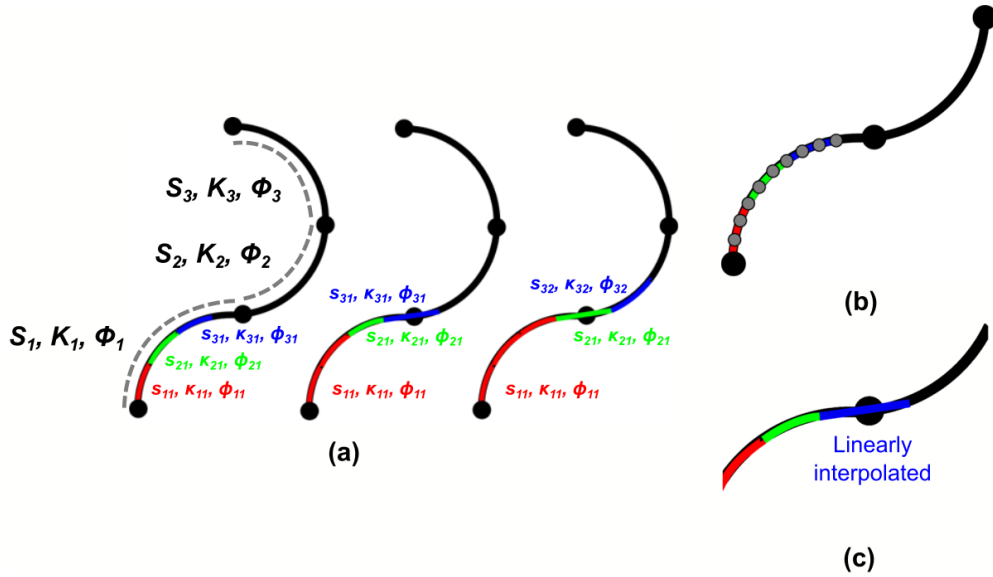 S3, K3, Φ3
S2, K2, Φ2
S1, K1, Φ1
s31, κ31, ϕ31
s21, κ21, ϕ21
s11, κ11, ϕ11
s31, κ31, ϕ31
s21, κ21, ϕ21
s11, κ11, ϕ11
s32, κ32, ϕ32
s21, κ21, ϕ21
s11, κ11, ϕ11
(a)
(b)
Linearly
interpolated
(c)